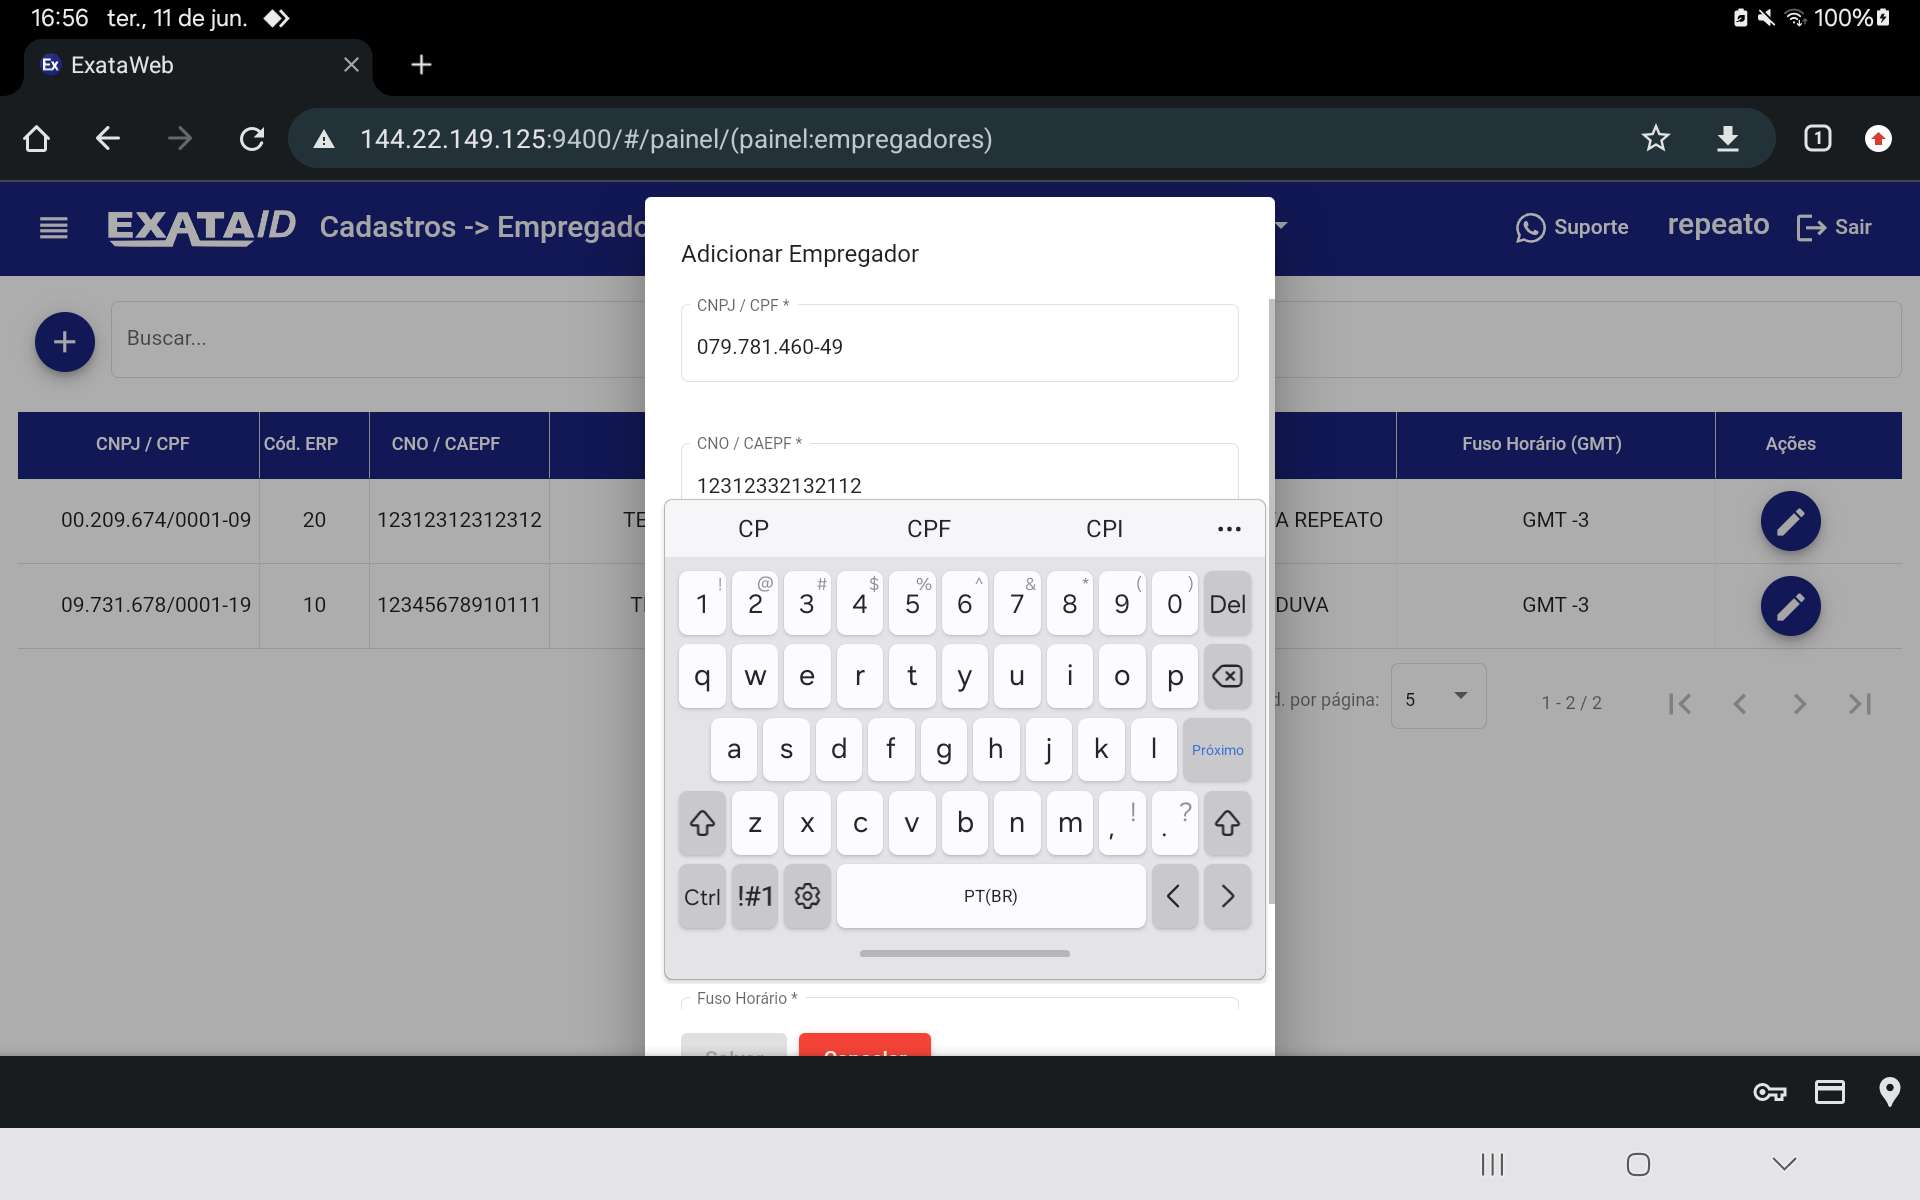 16:56 ter., 11 de jun. 100%
Ex ExataWeb
144.22.149.125:9400/#/painel/(painel:empregadores) 1
EXATA/D Cadastros -> Empregado Suporte repeato Sair
Adicionar Empregador
CNPJ / CPF *
079.781.460-49
Buscar...
CNO / CAEPF *
12312332132112
CNPJ / CPF Cód. ERP CNO / CAEPF Fuso Horário (GMT) Ações
00.209.674/0001-09 20 12312312312312 TE A REPEATO GMT -3
09.731.678/0001-19 10 12345678910111 DUVA GMT -3
d. por página: 5 1 - 2 / 2
CP CPF CPI
! @ # $ % ^ & * ( )
1 2 3 4 5 6 7 8 9 0 Del
q w e r t y u i o p
a s d f g h j k l Próximo
z x c v b n m , ! . ?
Ctrl !#1 PT(BR)
Fuso Horário *
Salvar Cancelar